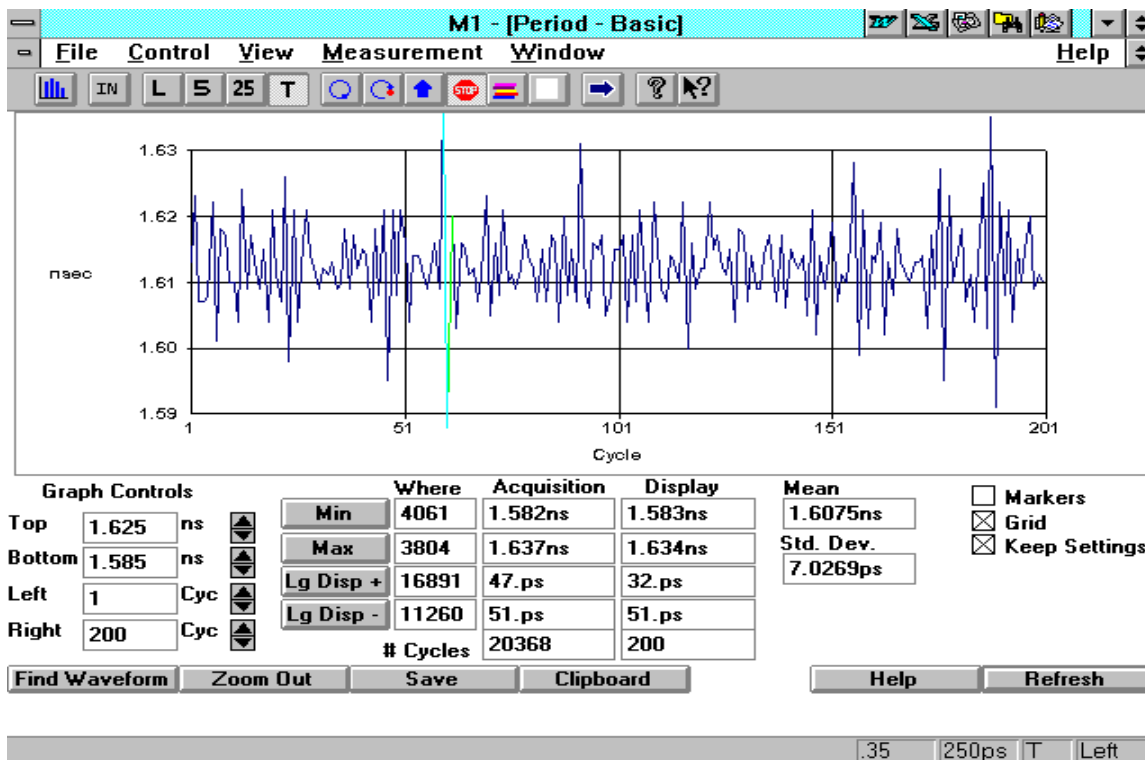 M1 - [Period - Basic]
File Control View Measurement Window Help
IN L 5 25 T STOP ? ?
1.63
1.62
nsec
1.61
1.60
1.59
1 51 101 151 201
Cycle
Graph Controls
Top 1.625 ns
Bottom 1.585 ns
Left 1 Cyc
Right 200 Cyc
Where Acquisition Display
Min 4061 1.582ns 1.583ns
Max 3804 1.637ns 1.634ns
Lg Disp + 16891 47.ps 32.ps
Lg Disp - 11260 51.ps 51.ps
# Cycles 20368 200
Mean
1.6075ns
Std. Dev.
7.0269ps
Markers
Grid
Keep Settings
Find Waveform Zoom Out Save Clipboard Help Refresh
.35 250ps T Left